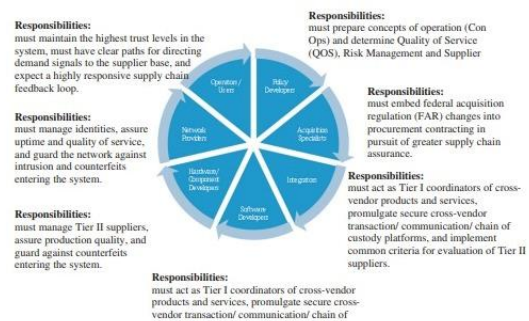 Responsibilities:
must maintain the highest trust levels in the
system, must have clear paths for directing
demand signals to the supplier base, and
expect a highly responsive supply chain
feedback loop.
Responsibilities:
must prepare concepts of operation (Con
Ops) and determine Quality of Service
(QOS), Risk Management and Supplier
Operators/
Users
Policy
Developers
Responsibilities:
must embed federal acquisition
regulation (FAR) changes into
procurement contracting in
pursuit of greater supply chain
assurance.
Responsibilities:
must manage identities, assure
uptime and quality of service,
and guard the network against
intrusion and counterfeits
entering the system.
Network
Providers
Acquisition
Specialists
Hardware/
Component
Developers
Integrators
Software
Developers
Responsibilities:
must act as Tier I coordinators of cross-
vendor products and services,
promulgate secure cross-vendor
transaction/ communication/ chain of
custody platforms, and implement
common criteria for evaluation of Tier II
suppliers.
Responsibilities:
must manage Tier II suppliers,
assure production quality, and
guard against counterfeits
entering the system.
Responsibilities:
must act as Tier I coordinators of cross-vendor
products and services, promulgate secure cross-
vendor transaction/ communication/ chain of